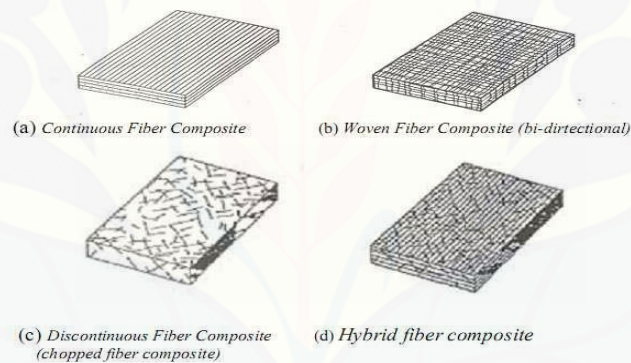 (a) Continuous Fiber Composite
(b) Woven Fiber Composite (bi-dirtectional)
(c) Discontinuous Fiber Composite
(chopped fiber composite)
(d) Hybrid fiber composite